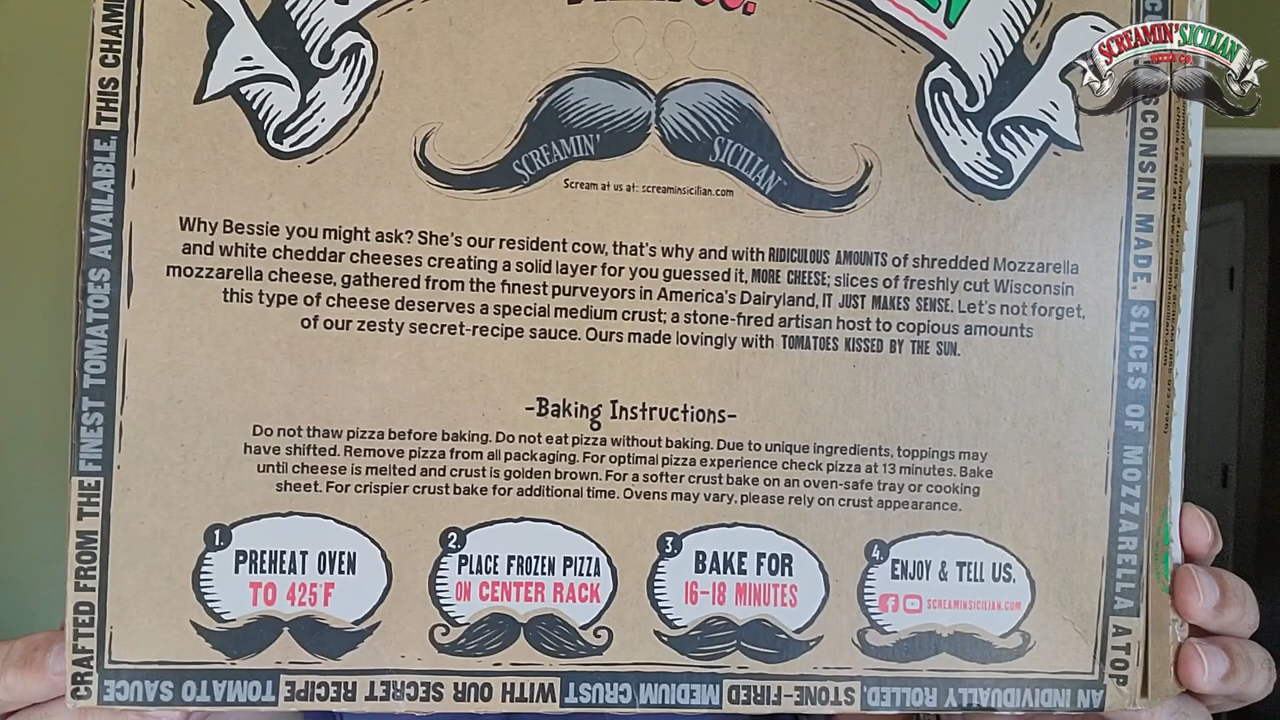 CO.
SCREAMIN' SICILIAN
PIZZA CO.
SCREAMIN' SICILIAN™
Scream at us at: screaminsicilian.com
Why Bessie you might ask? She's our resident cow, that's why and with RIDICULOUS AMOUNTS of shredded Mozzarella
and white cheddar cheeses creating a solid layer for you guessed it, MORE CHEESE; slices of freshly cut Wisconsin
mozzarella cheese, gathered from the finest purveyors in America's Dairyland, IT JUST MAKES SENSE. Let's not forget,
this type of cheese deserves a special medium crust; a stone-fired artisan host to copious amounts
of our zesty secret-recipe sauce. Ours made lovingly with TOMATOES KISSED BY THE SUN.
-Baking Instructions-
Do not thaw pizza before baking. Do not eat pizza without baking. Due to unique ingredients, toppings may
have shifted. Remove pizza from all packaging. For optimal pizza experience check pizza at 13 minutes. Bake
until cheese is melted and crust is golden brown. For a softer crust bake on an oven-safe tray or cooking
sheet. For crispier crust bake for additional time. Ovens may vary, please rely on crust appearance.
1.
PREHEAT OVEN
TO 425°F
2.
PLACE FROZEN PIZZA
ON CENTER RACK
3.
BAKE FOR
16-18 MINUTES
4.
ENJOY & TELL US.
SCREAMINSICILIAN.COM
CRAFTED FROM THE FINEST TOMATOES AVAILABLE, THIS CHAM
SCONSIN MADE, SLICES OF MOZZARELLA ATOP
AN INDIVIDUALLY ROLLED, STONE-FIRED MEDIUM CRUST WITH OUR SECRET RECIPE TOMATO SAUCE